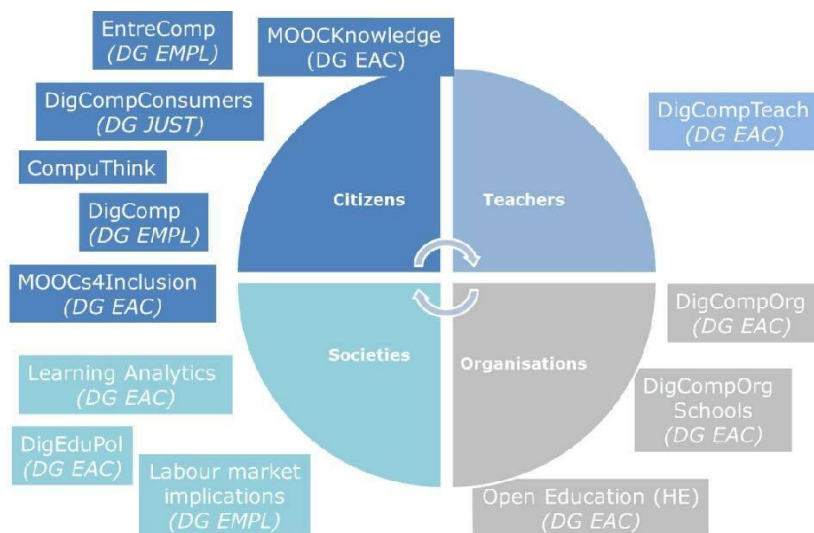 EntreComp
(DG EMPL)
MOOCKnowledge
(DG EAC)
DigCompConsumers
(DG JUST)
CompuThink
DigComp
(DG EMPL)
MOOCs4Inclusion
(DG EAC)
Citizens
Teachers
DigCompTeach
(DG EAC)
Societies
Organisations
Learning Analytics
(DG EAC)
DigEduPol
(DG EAC)
Labour market
implications
(DG EMPL)
DigCompOrg
(DG EAC)
DigCompOrg
Schools
(DG EAC)
Open Education (HE)
(DG EAC)